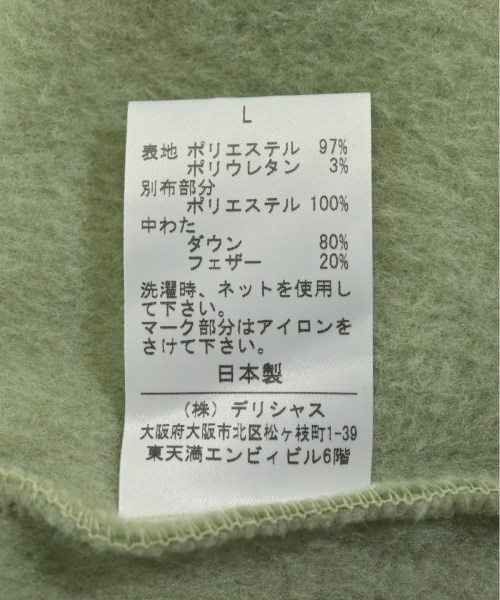 L
表地 ポリエステル 97%
ポリウレタン 3%
別布部分
ポリエステル 100%
中わた
ダウン 80%
フェザー 20%
洗濯時、ネットを使用し
て下さい。
マーク部分はアイロンを
さけて下さい。
日本製
（株）デリシャス
大阪府大阪市北区松ヶ枝町1-39
東天満エンビィビル6階